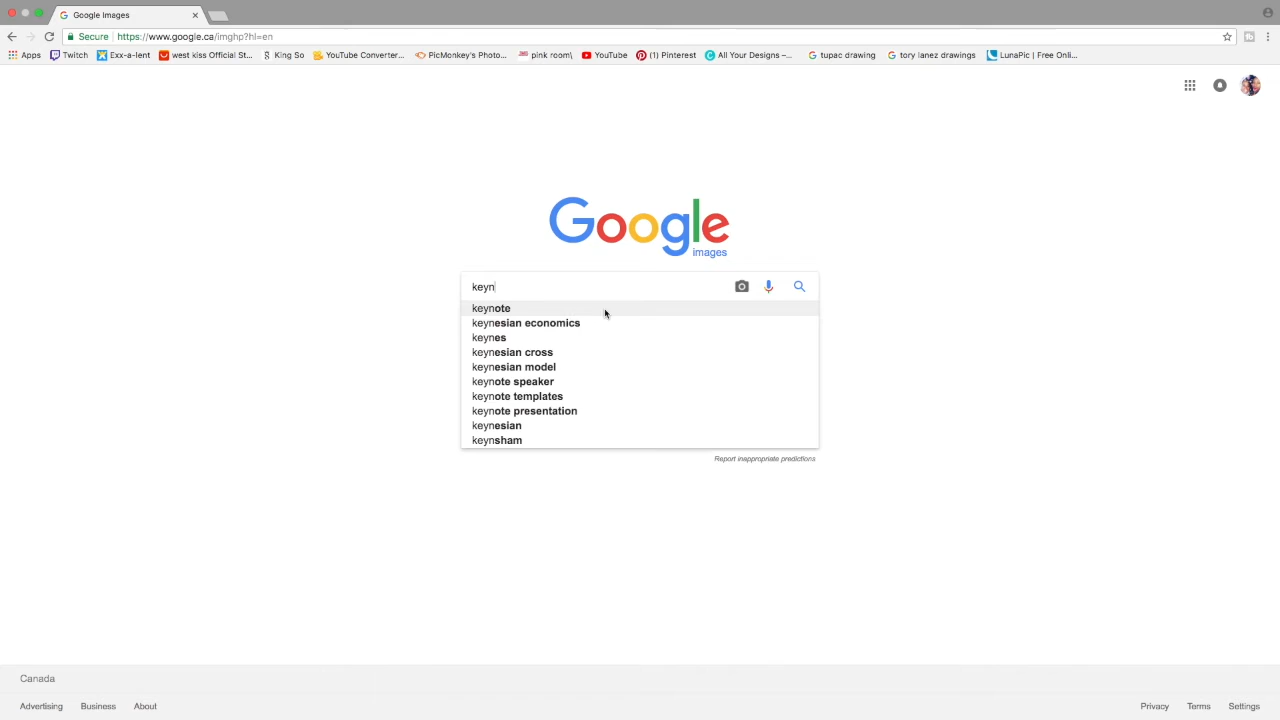 Google Images
Secure https://www.google.ca/imghp?hl=en
Apps Twitch Exx-a-lent west kiss Official St... King So YouTube Converter... PicMonkey's Photo... pink room\ YouTube (1) Pinterest All Your Designs –... tupac drawing tory lanez drawings LunaPic | Free Onli...
Google
images
keyn
keynote
keynesian economics
keynes
keynesian cross
keynesian model
keynote speaker
keynote templates
keynote presentation
keynesian
keynsham
Report inappropriate predictions
Canada
Advertising Business About Privacy Terms Settings